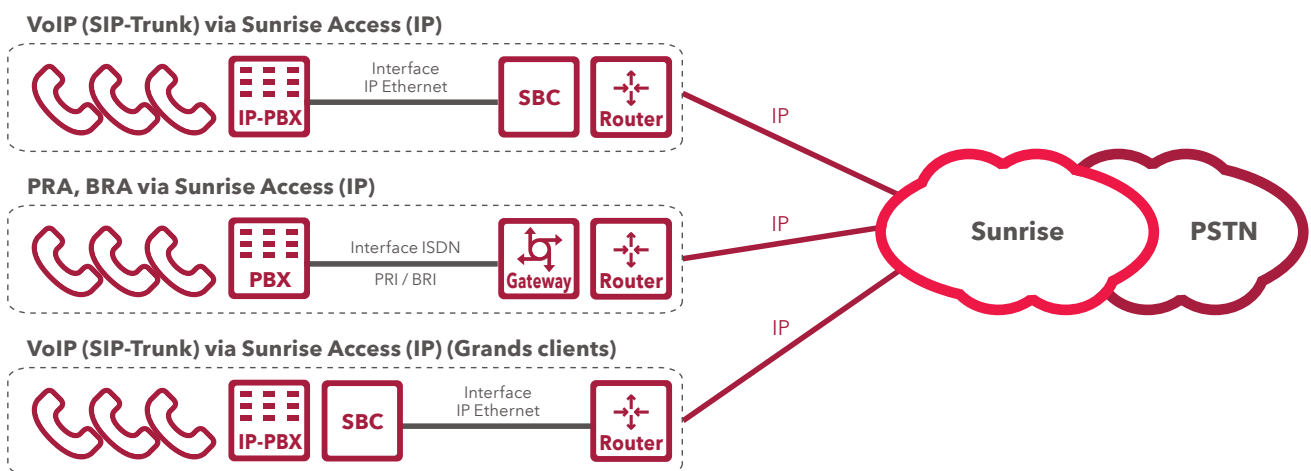 VoIP (SIP-Trunk) via Sunrise Access (IP)
Interface
IP Ethernet
IP-PBX
SBC
Router
IP
PRA, BRA via Sunrise Access (IP)
Interface ISDN
PRI / BRI
PBX
Gateway
Router
IP
Sunrise
PSTN
IP
VoIP (SIP-Trunk) via Sunrise Access (IP) (Grands clients)
Interface
IP Ethernet
IP-PBX
SBC
Router